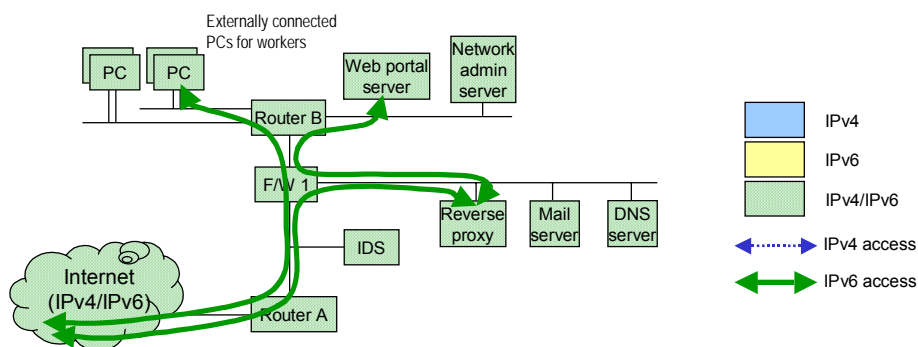 Externally connected
PCs for workers
PC
PC
Web portal
server
Network
admin
server
Router B
F/W 1
Reverse
proxy
Mail
server
DNS
server
IDS
Internet
(IPv4/IPv6)
Router A
IPv4
IPv6
IPv4/IPv6
IPv4 access
IPv6 access